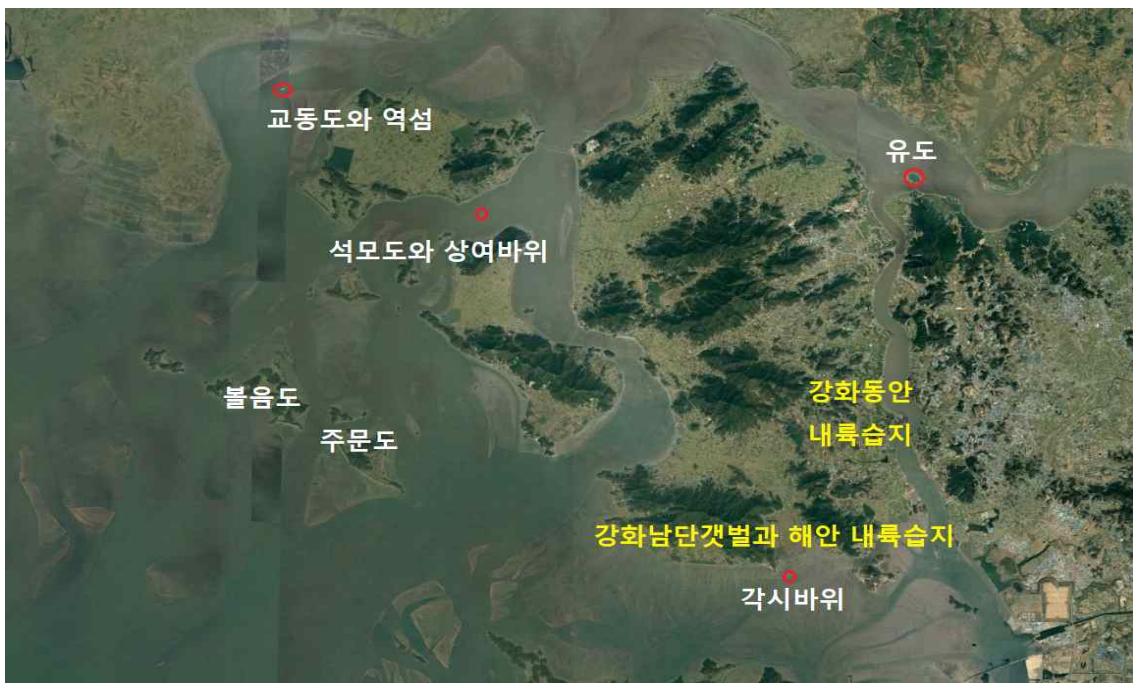 교동도와 역섬
유도
석모도와 상여바위
볼음도
주문도
강화동안
내륙습지
강화남단갯벌과 해안 내륙습지
각시바위